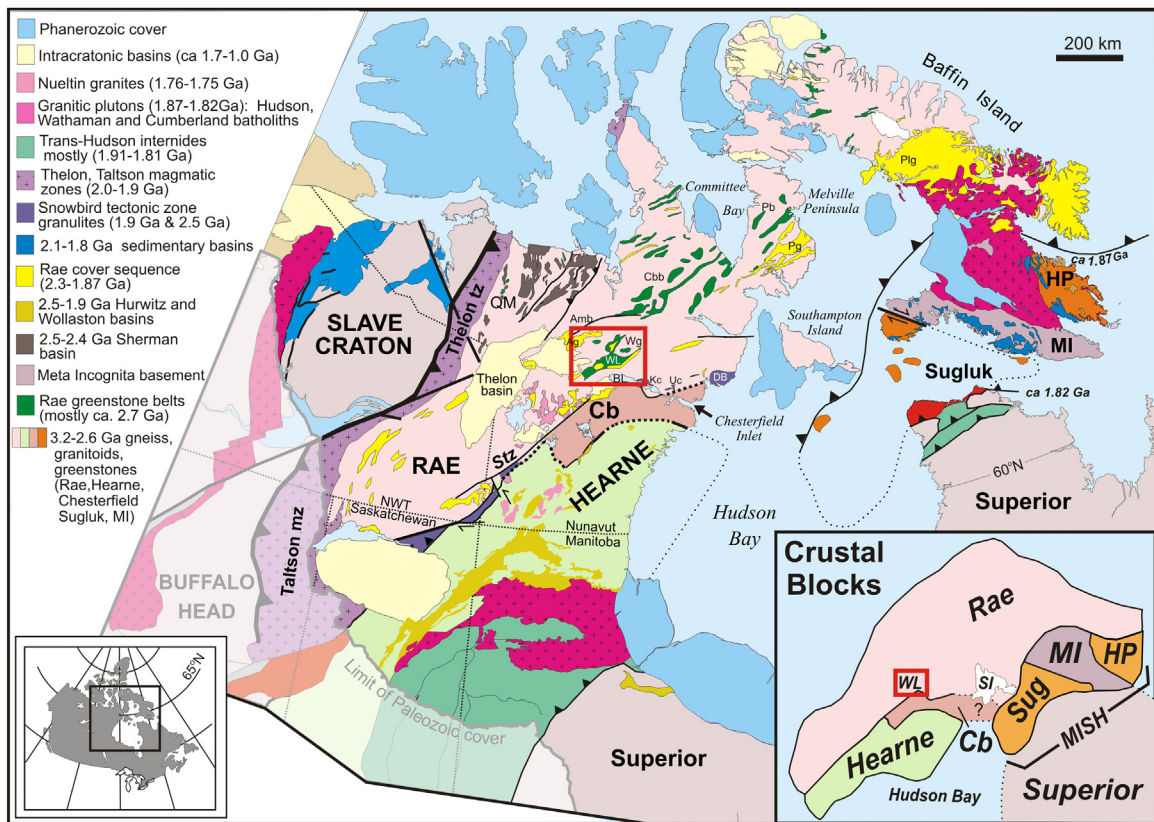 Phanerozoic cover
Intracratonic basins (ca 1.7-1.0 Ga)
Nueltin granites (1.76-1.75 Ga)
Granitic plutons (1.87-1.82Ga): Hudson,
Wathaman and Cumberland batholiths
Trans-Hudson internides
mostly (1.91-1.81 Ga)
Thelon, Taltson magmatic
zones (2.0-1.9 Ga)
Snowbird tectonic zone
granulites (1.9 Ga & 2.5 Ga)
2.1-1.8 Ga sedimentary basins
Rae cover sequence
(2.3-1.87 Ga)
2.5-1.9 Ga Hurwitz and
Wollaston basins
2.5-2.4 Ga Sherman
basin
Meta Incognita basement
Rae greenstone belts
(mostly ca. 2.7 Ga)
3.2-2.6 Ga gneiss,
granitoids,
greenstones
(Rae,Hearne,
Chesterfield
Sugluk, MI)
200 km
Baffin Island
Plg
Committee
Bay
Melville
Peninsula
Pb
Pg
Cbb
ca 1.87Ga
HP
QM
Thelon tz
SLAVE
CRATON
Amb
Southampton
Island
Ag
Wg
WL
MI
Thelon
basin
BL
Kc
Uc
DB
Sugluk
ca 1.82 Ga
Cb
Chesterfield
Inlet
RAE
Stz
HEARNE
60°N
Superior
NWT
Saskatchewan
Nunavut
Manitoba
Hudson
Bay
Taltson mz
BUFFALO
HEAD
Limit of Paleozoic cover
Superior
65°N
Crustal
Blocks
Rae
MI
HP
WL
SI
Sug
?
Cb
MISH
Hearne
Hudson Bay
Superior